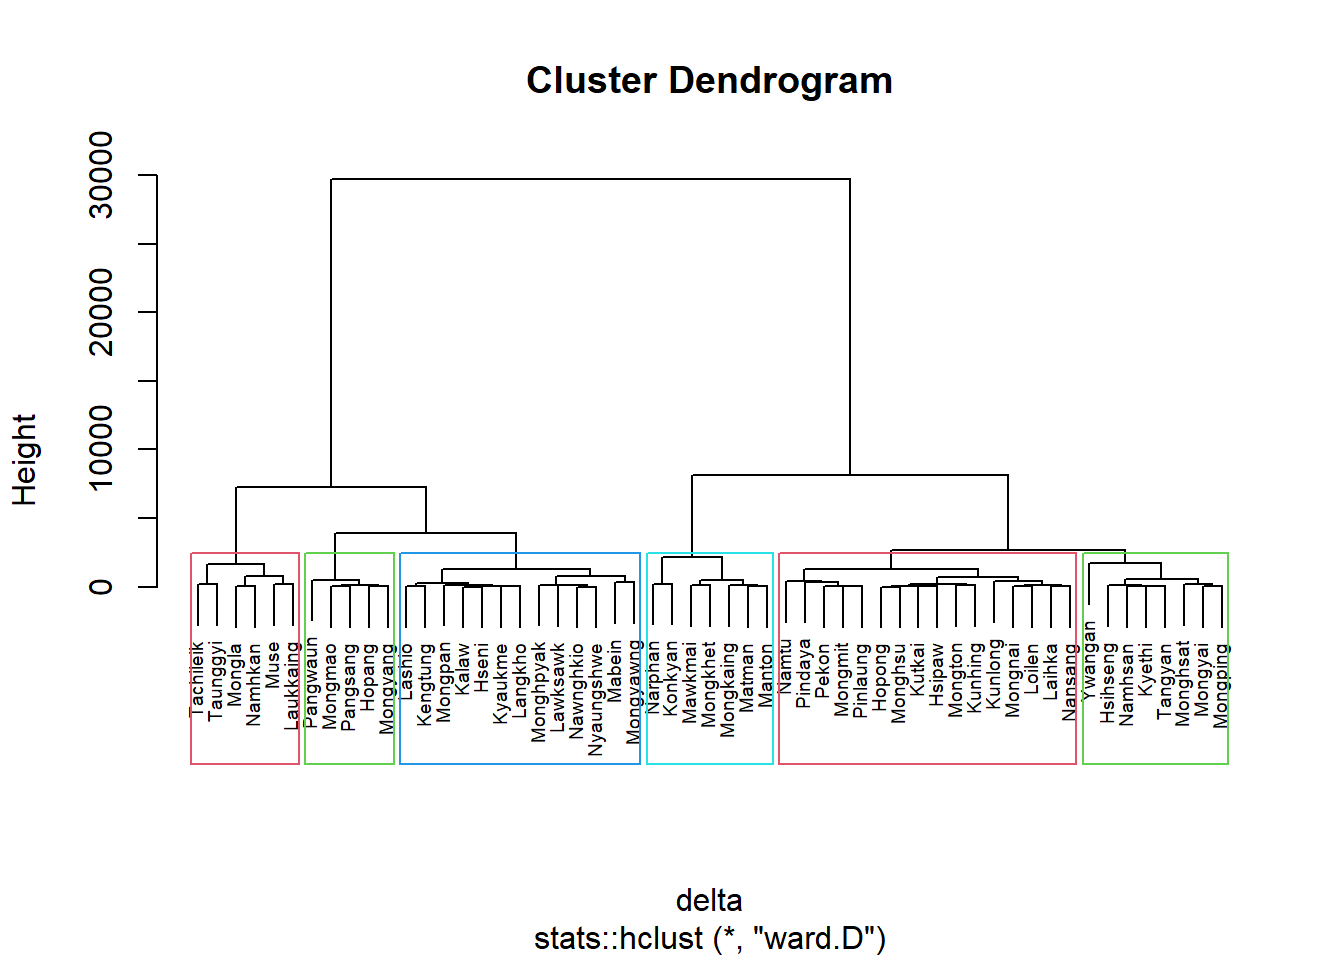 Cluster Dendrogram
Height
0
10000
20000
30000
Tachileik
Taunggyi
Mongla
Namhkan
Muse
Laukkaing
Pangwaun
Mongmao
Pangsang
Hopang
Mongyang
Lashio
Kengtung
Mongpan
Kalaw
Hseni
Kyaukme
Langkho
Monghpyak
Lawksawk
Nawnghkio
Nyaungshwe
Mabein
Mongyawng
Narphan
Konkyan
Mawkmai
Mongkhet
Mongkaing
Matman
Manton
Namtu
Pindaya
Pekon
Mongmit
Pinlaung
Hopong
Monghsu
Kutkai
Hsipaw
Mongton
Kunhing
Kunlong
Mongnai
Loilen
Laihka
Nansang
Ywangan
Hsihseng
Namhsan
Kyethi
Tangyan
Monghsat
Mongyai
Mongping
delta
stats::hclust (*, "ward.D")